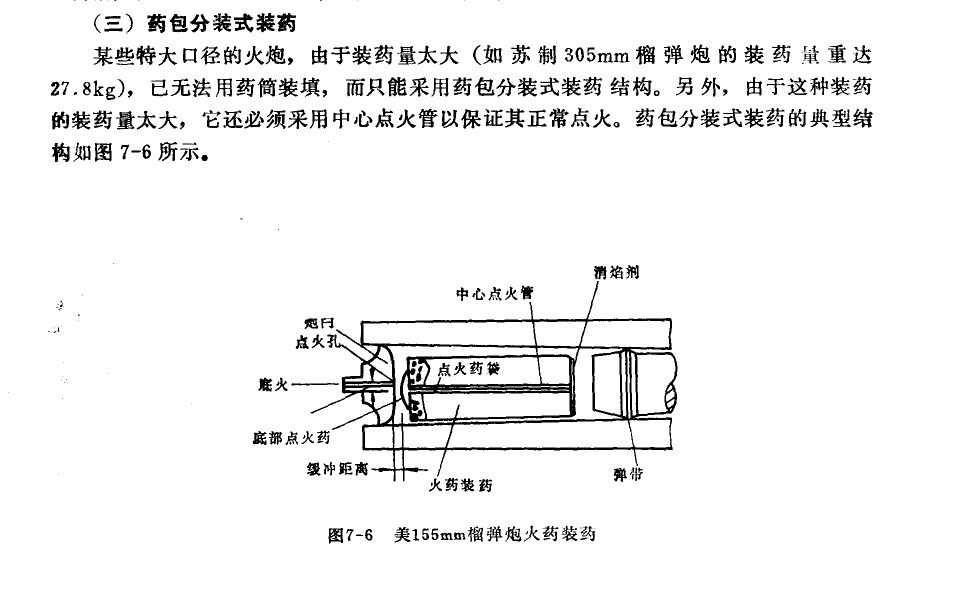 （三）药包分装式装药
某些特大口径的火炮，由于装药量太大（如苏制305mm榴弹炮的装药量重达
27.8kg），已无法用药筒装填，而只能采用药包分装式装药结构。另外，由于这种装药
的装药量太大，它还必须采用中心点火管以保证其正常点火。药包分装式装药的典型结
构如图7-6所示。
消焰剂
中心点火管
炮闩
点火孔
点火药袋
底火
底部点火药
缓冲距离
火药装药
弹带
图7-6 美155mm榴弹炮火药装药